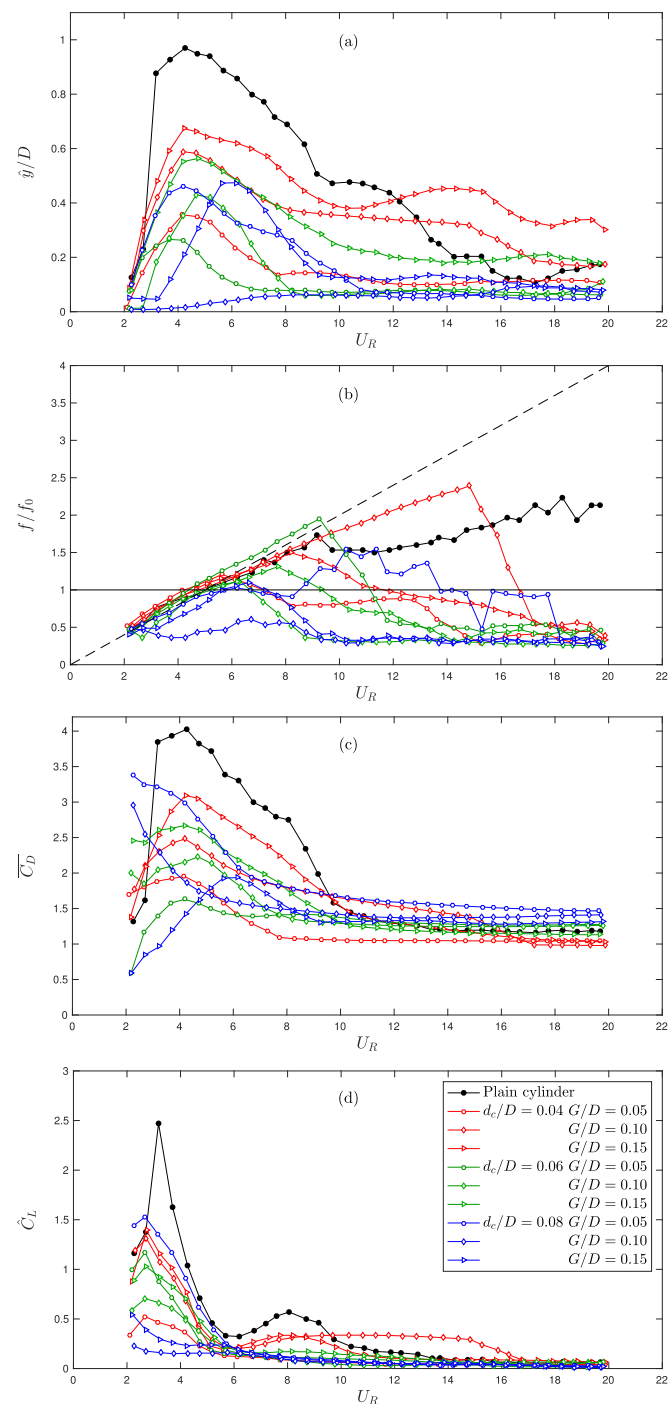 (a)
1
0.8
0.6
0.4
0.2
0
ŷ/D
0 2 4 6 8 10 12 14 16 18 20 22
U_R
(b)
4
3.5
3
2.5
2
1.5
1
0.5
0
f/f_0
0 2 4 6 8 10 12 14 16 18 20 22
U_R
(c)
4
3.5
3
2.5
2
1.5
1
0.5
0
\overline{C_D}
0 2 4 6 8 10 12 14 16 18 20 22
U_R
(d)
3
2.5
2
1.5
1
0.5
0
Ĉ_L
0 2 4 6 8 10 12 14 16 18 20 22
U_R
Plain cylinder
d_c/D = 0.04 G/D = 0.05
G/D = 0.10
G/D = 0.15
d_c/D = 0.06 G/D = 0.05
G/D = 0.10
G/D = 0.15
d_c/D = 0.08 G/D = 0.05
G/D = 0.10
G/D = 0.15